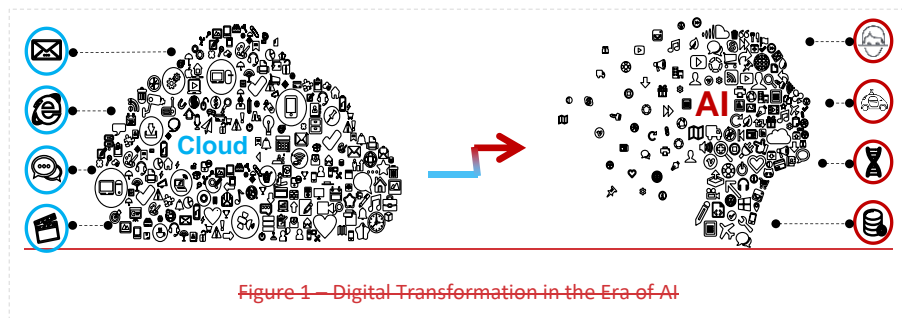 Cloud
AI
Figure 1 – Digital Transformation in the Era of AI